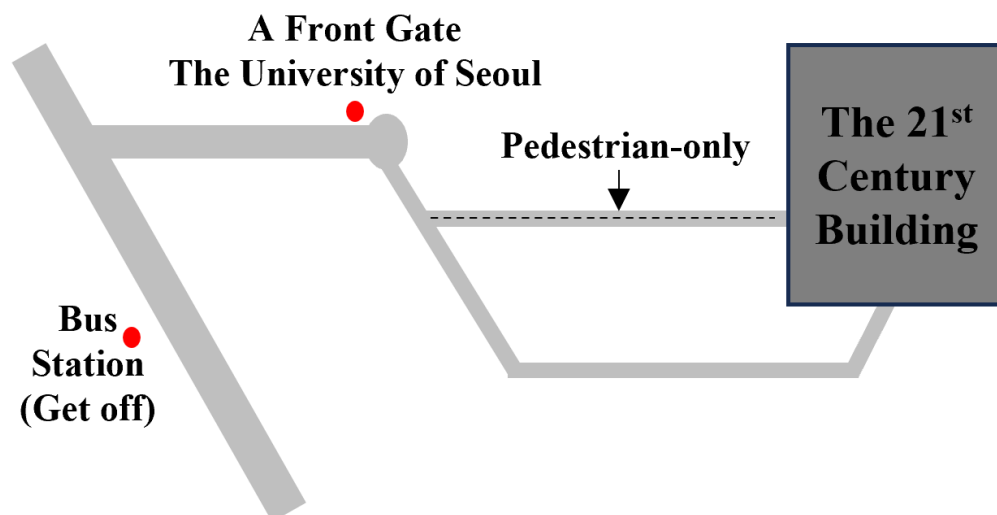 A Front Gate
The University of Seoul
Pedestrian-only
The 21st
Century
Building
Bus
Station
(Get off)